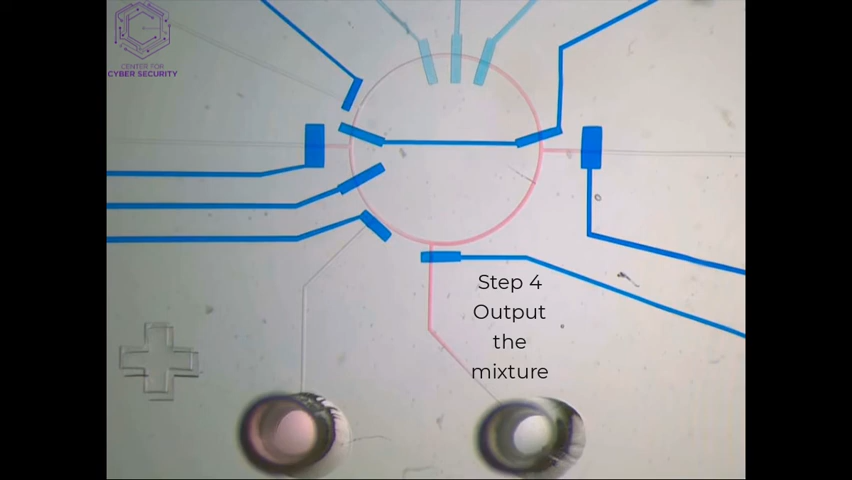 CENTER FOR
CYBER SECURITY
Step 4
Output
the
mixture